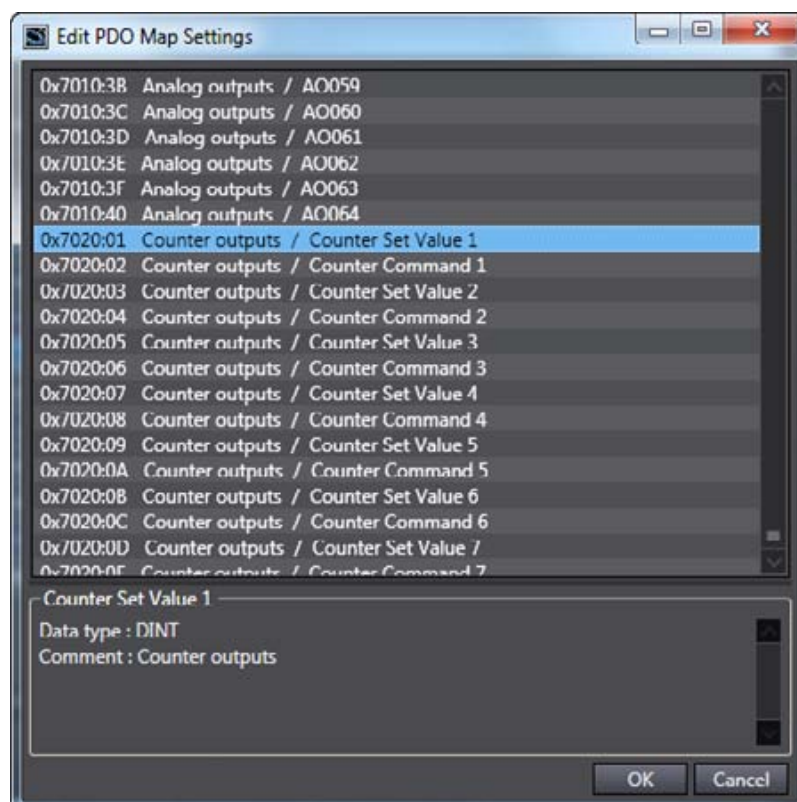 Edit PDO Map Settings
0x7010:3B Analog outputs / AO059
0x7010:3C Analog outputs / AO060
0x7010:3D Analog outputs / AO061
0x7010:3E Analog outputs / AO062
0x7010:3F Analog outputs / AO063
0x7010:40 Analog outputs / AO064
0x7020:01 Counter outputs / Counter Set Value 1
0x7020:02 Counter outputs / Counter Command 1
0x7020:03 Counter outputs / Counter Set Value 2
0x7020:04 Counter outputs / Counter Command 2
0x7020:05 Counter outputs / Counter Set Value 3
0x7020:06 Counter outputs / Counter Command 3
0x7020:07 Counter outputs / Counter Set Value 4
0x7020:08 Counter outputs / Counter Command 4
0x7020:09 Counter outputs / Counter Set Value 5
0x7020:0A Counter outputs / Counter Command 5
0x7020:0B Counter outputs / Counter Set Value 6
0x7020:0C Counter outputs / Counter Command 6
0x7020:0D Counter outputs / Counter Set Value 7
0x7020:0E Counter outputs / Counter Command 7
Counter Set Value 1
Data type : DINT
Comment : Counter outputs
OK Cancel